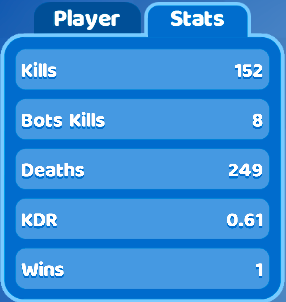 Player Stats
Kills 152
Bots Kills 8
Deaths 249
KDR 0.61
Wins 1